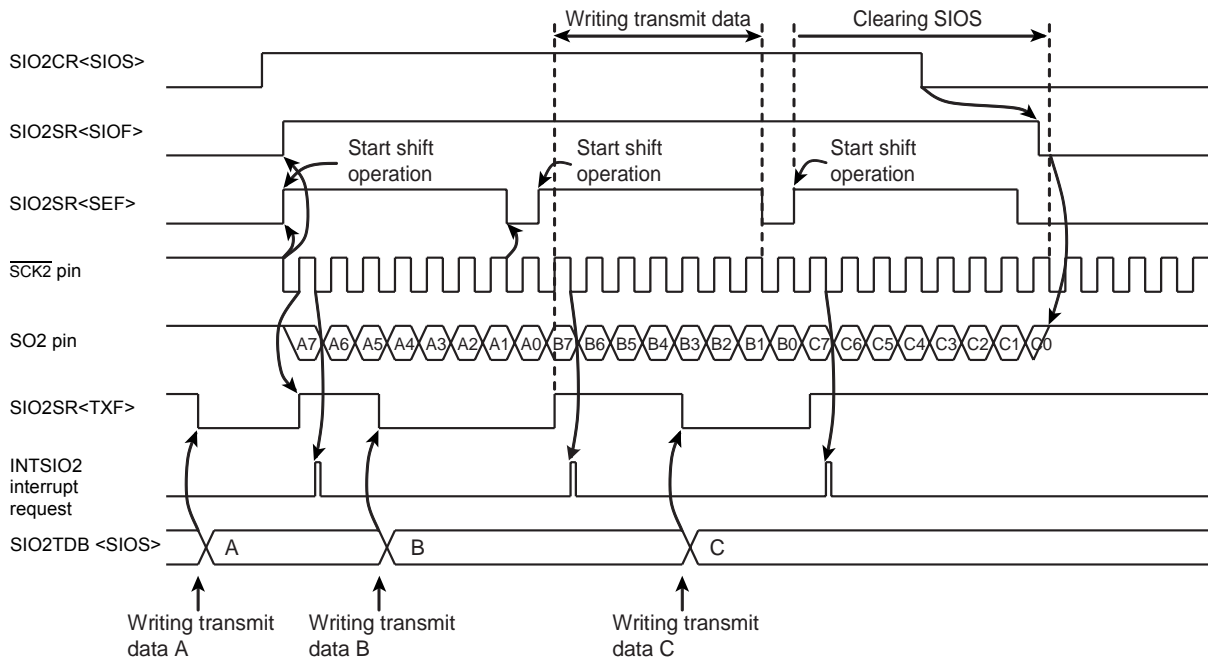 Writing transmit data
Clearing SIOS
SIO2CR<SIOS>
SIO2SR<SIOF>
Start shift
operation
Start shift
operation
Start shift
operation
SIO2SR<SEF>
SCK2 pin
SO2 pin
A7 A6 A5 A4 A3 A2 A1 A0 B7 B6 B5 B4 B3 B2 B1 B0 C7 C6 C5 C4 C3 C2 C1 C0
SIO2SR<TXF>
INTSIO2
interrupt
request
SIO2TDB <SIOS>
A
B
C
Writing transmit
data A
Writing transmit
data B
Writing transmit
data C